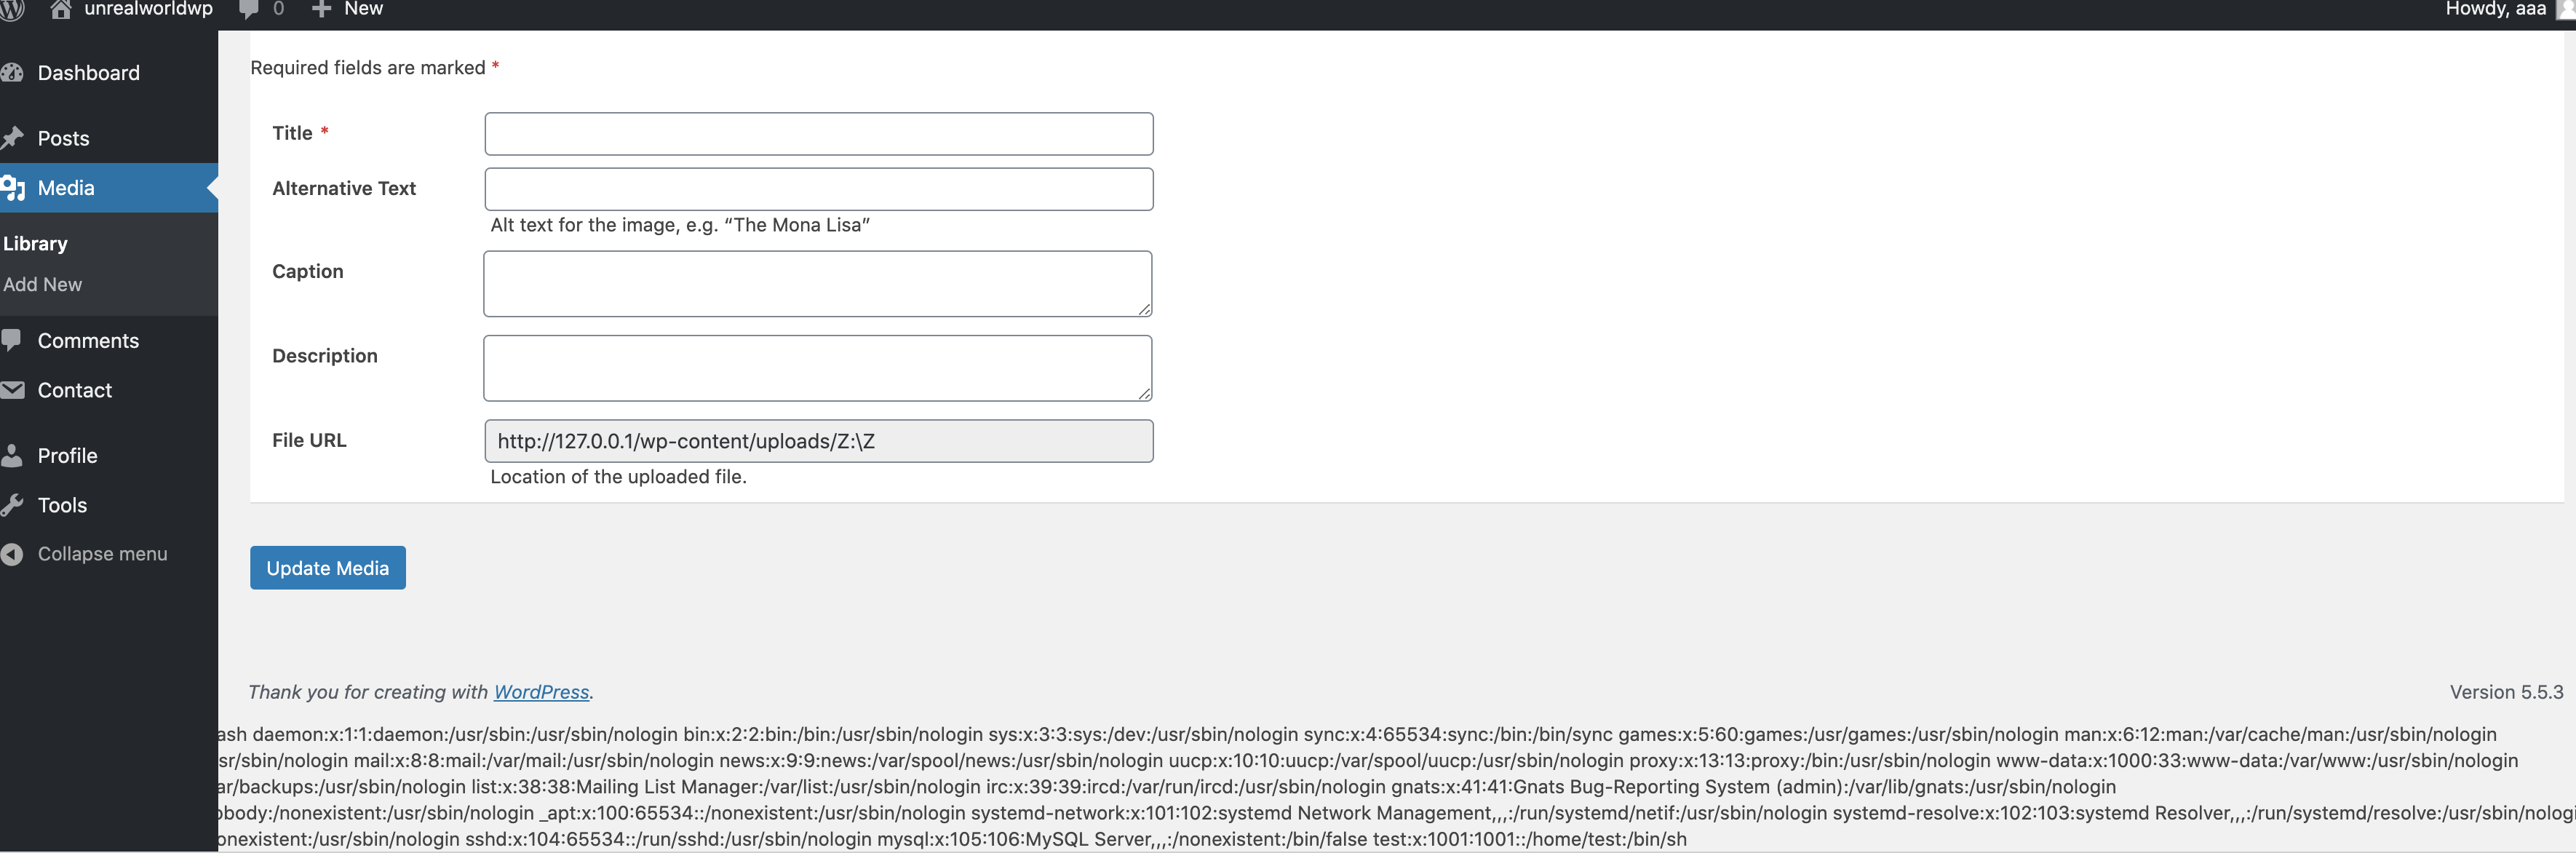 unrealworldwp 0 New Howdy, aaa
Dashboard
Posts
Media
Library
Add New
Comments
Contact
Profile
Tools
Collapse menu
Required fields are marked *
Title *
Alternative Text
Alt text for the image, e.g. “The Mona Lisa”
Caption
Description
File URL http://127.0.0.1/wp-content/uploads/Z:\Z
Location of the uploaded file.
Update Media
Thank you for creating with WordPress.
Version 5.5.3
ash daemon:x:1:1:daemon:/usr/sbin:/usr/sbin/nologin bin:x:2:2:bin:/bin:/usr/sbin/nologin sys:x:3:3:sys:/dev:/usr/sbin/nologin sync:x:4:65534:sync:/bin:/bin/sync games:x:5:60:games:/usr/games:/usr/sbin/nologin man:x:6:12:man:/var/cache/man:/usr/sbin/nologin
sr/sbin/nologin mail:x:8:8:mail:/var/mail:/usr/sbin/nologin news:x:9:9:news:/var/spool/news:/usr/sbin/nologin uucp:x:10:10:uucp:/var/spool/uucp:/usr/sbin/nologin proxy:x:13:13:proxy:/bin:/usr/sbin/nologin www-data:x:1000:33:www-data:/var/www:/usr/sbin/nologin
ar/backups:/usr/sbin/nologin list:x:38:38:Mailing List Manager:/var/list:/usr/sbin/nologin irc:x:39:39:ircd:/var/run/ircd:/usr/sbin/nologin gnats:x:41:41:Gnats Bug-Reporting System (admin):/var/lib/gnats:/usr/sbin/nologin
obody:/nonexistent:/usr/sbin/nologin _apt:x:100:65534::/nonexistent:/usr/sbin/nologin systemd-network:x:101:102:systemd Network Management,,,:/run/systemd/netif:/usr/sbin/nologin systemd-resolve:x:102:103:systemd Resolver,,,:/run/systemd/resolve:/usr/sbin/nologi
onexistent:/usr/sbin/nologin sshd:x:104:65534::/run/sshd:/usr/sbin/nologin mysql:x:105:106:MySQL Server,,,:/nonexistent:/bin/false test:x:1001:1001::/home/test:/bin/sh